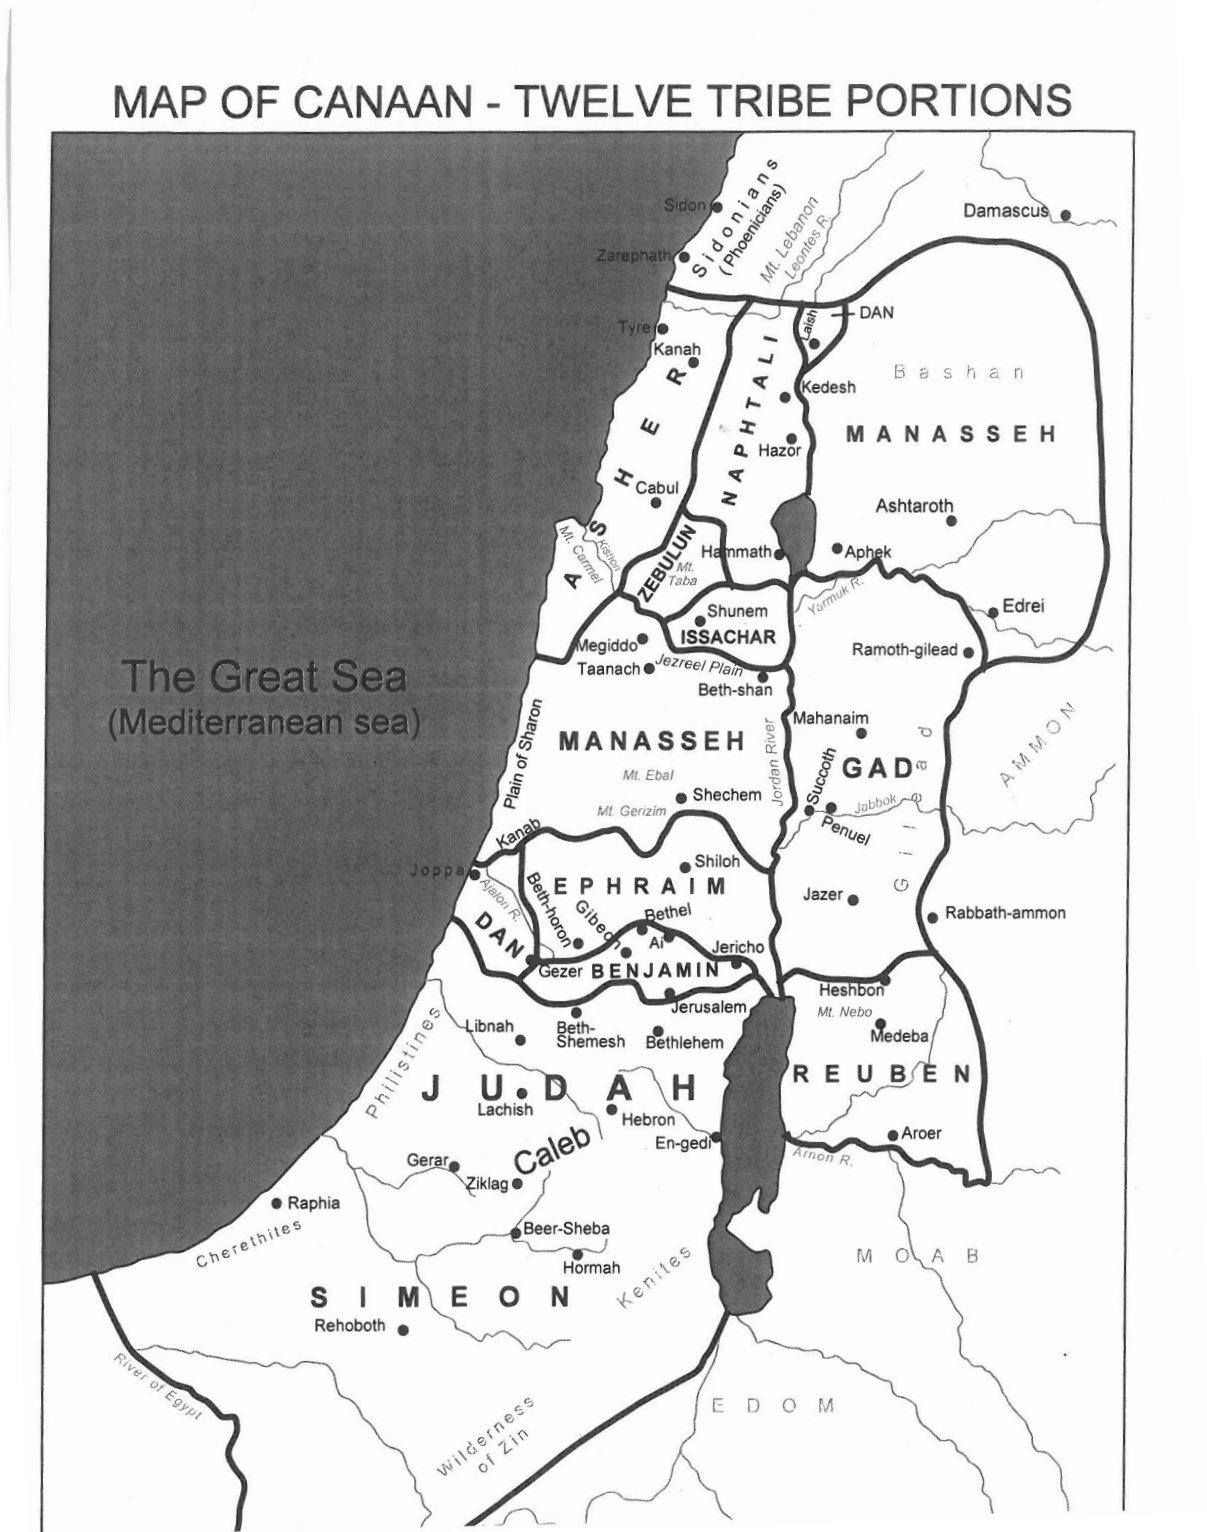 MAP OF CANAAN - TWELVE TRIBE PORTIONS
Sidon
Sidonians
(Phoenicians)
Mt. Lebanon
Leontes R.
Damascus
Zarephath
Tyre
Kanah
Laish
DAN
Bashan
Kedesh
NAPHTALI
MANASSEH
Hazor
ASHER
Cabul
Ashtaroth
Mt. Carmel
Kishon
ZEBULUN
Hammath
Aphek
Mt.
Taba
Yarmuk R.
Edrei
Shunem
ISSACHAR
Megiddo
Ramoth-gilead
Taanach
Jezreel Plain
Beth-shan
The Great Sea
(Mediterranean sea)
Plain of Sharon
MANASSEH
Jordan River
Mahanaim
AMMON
GAD
Gilead
Succoth
Mt. Ebal
Shechem
Mt. Gerizim
Jabbok
Penuel
Kanab
Joppa
Ajalon R.
Shiloh
EPHRAIM
Beth-horon
Gibeon
Bethel
Ai
Jazer
Rabbath-ammon
DAN
Jericho
Gezer
BENJAMIN
Heshbon
Jerusalem
Mt. Nebo
Medeba
Libnah
Beth-
Shemesh
Bethlehem
Philistines
REUBEN
JUDAH
Lachish
Hebron
En-gedi
Aroer
Arnon R.
Caleb
Gerar
Ziklag
Raphia
Cherethites
Beer-Sheba
Hormah
Kenites
MOAB
SIMEON
Rehoboth
River of Egypt
EDOM
Wilderness
of Zin